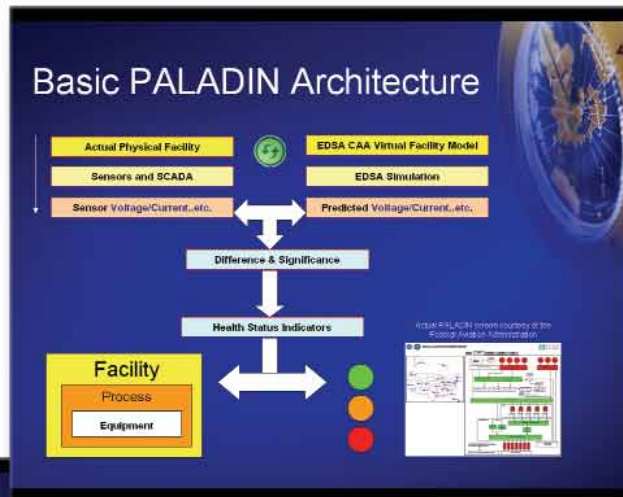 Basic PALADIN Architecture
Actual Physical Facility
EDSA CAA Virtual Facility Model
Sensors and SCADA
EDSA Simulation
Sensor Voltage/Current..etc.
Predicted Voltage/Current..etc.
Difference & Significance
Health Status Indicators
Actual PALADIN screen courtesy of the
Federal Aviation Administration
Facility
Process
Equipment